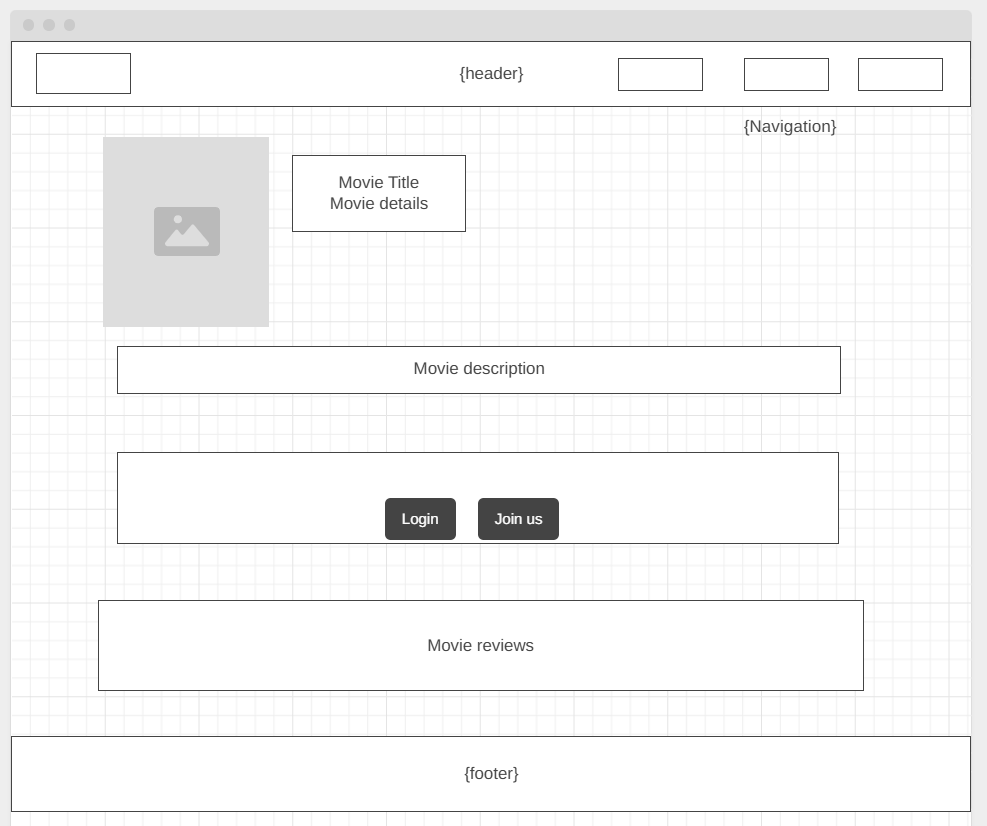 {header}
{Navigation}
Movie Title
Movie details
Movie description
Login
Join us
Movie reviews
{footer}